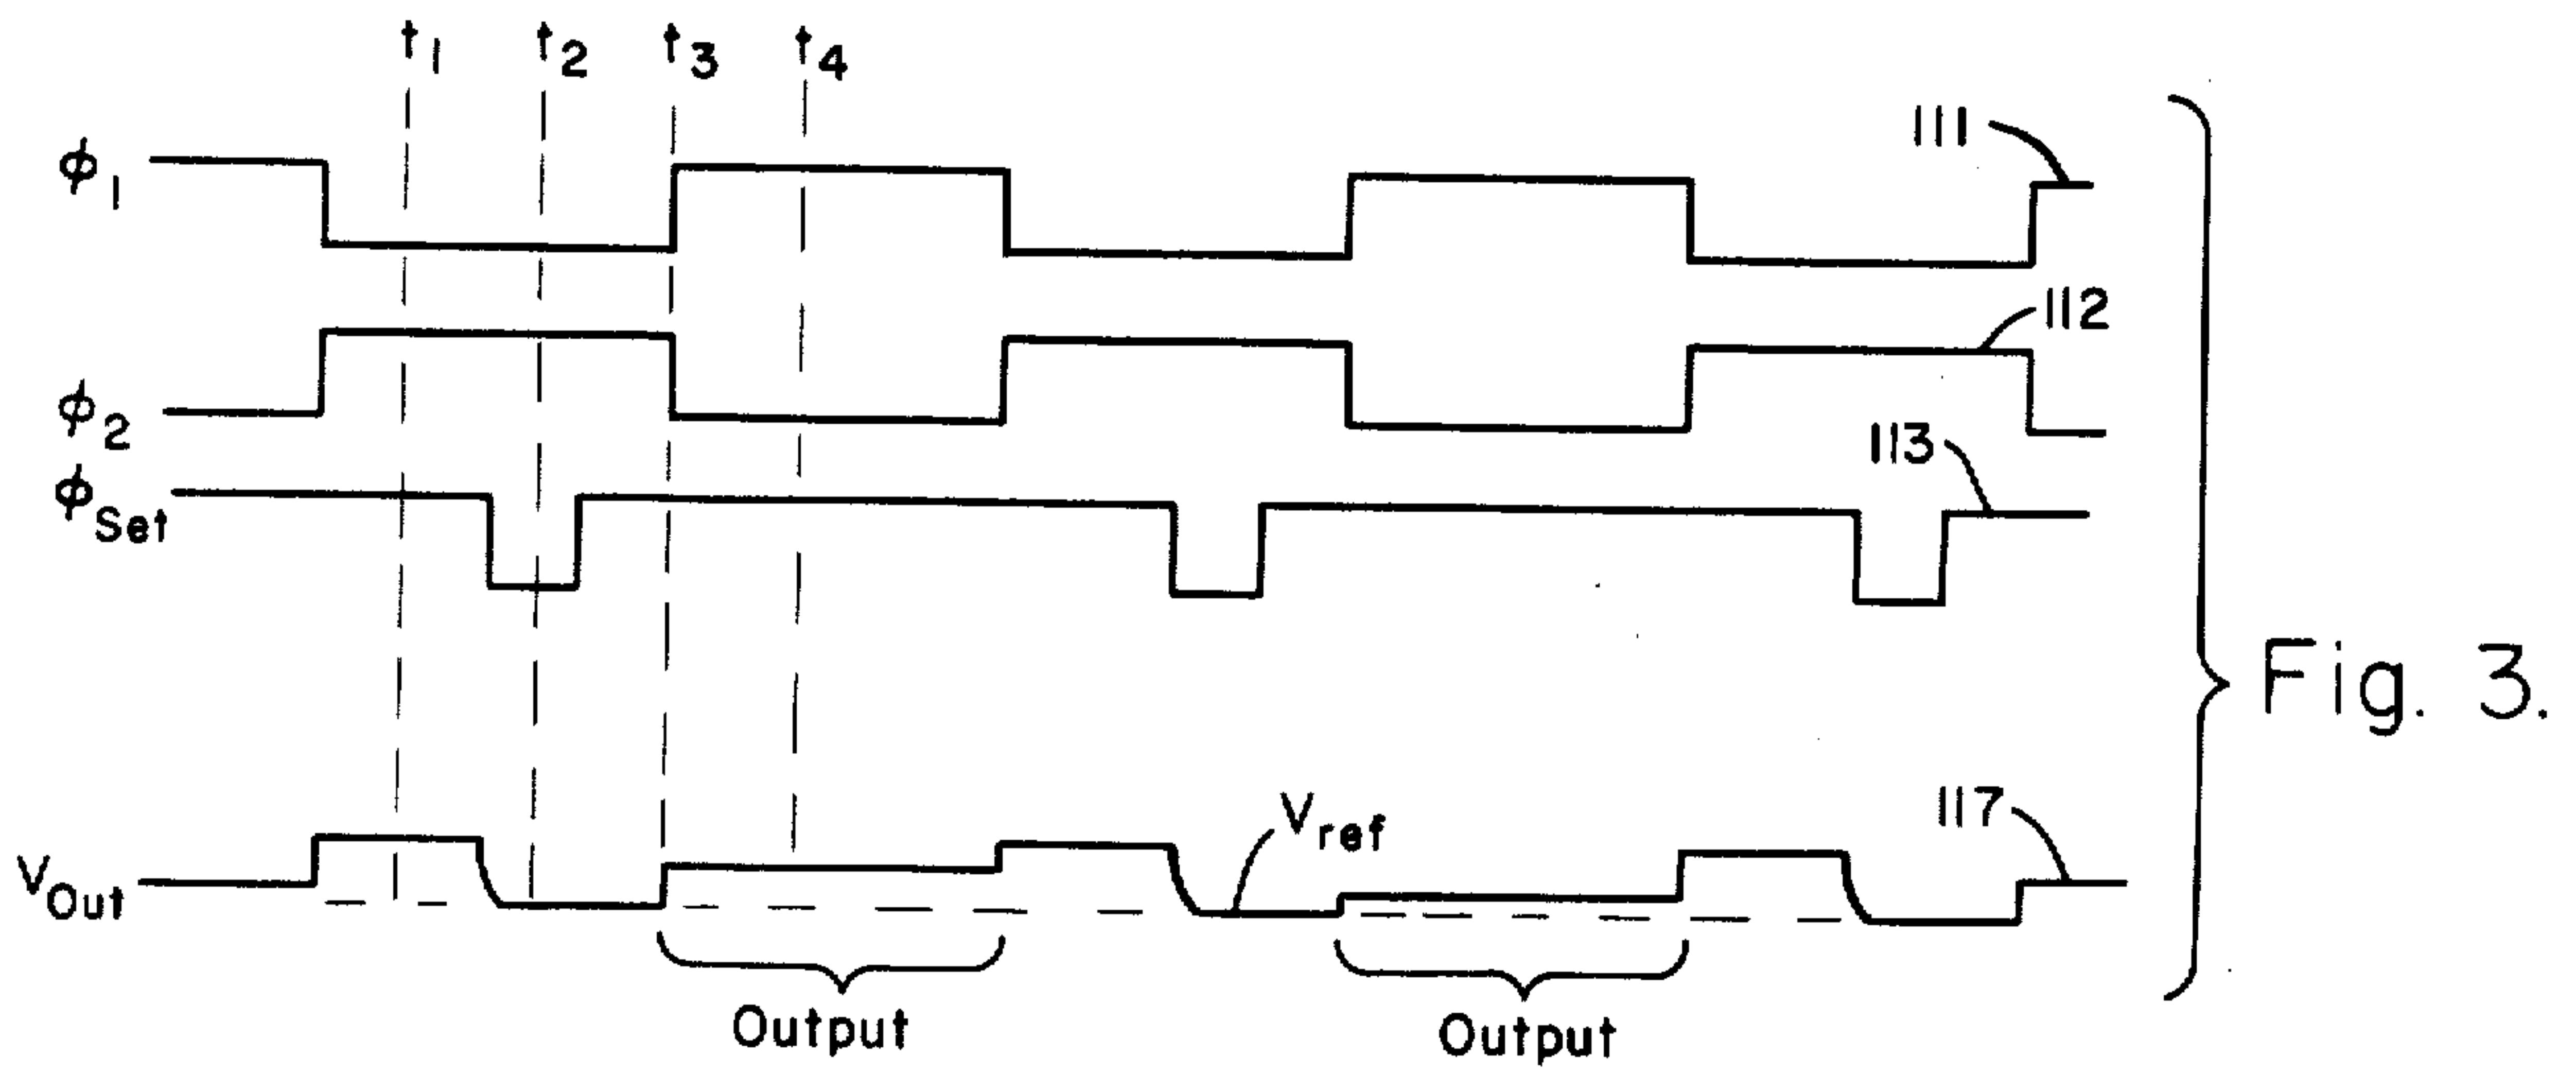 t1 t2 t3 t4
ϕ1
111
ϕ2
112
ϕSet
113
VOut
Vref
117
Output
Output
Fig. 3.